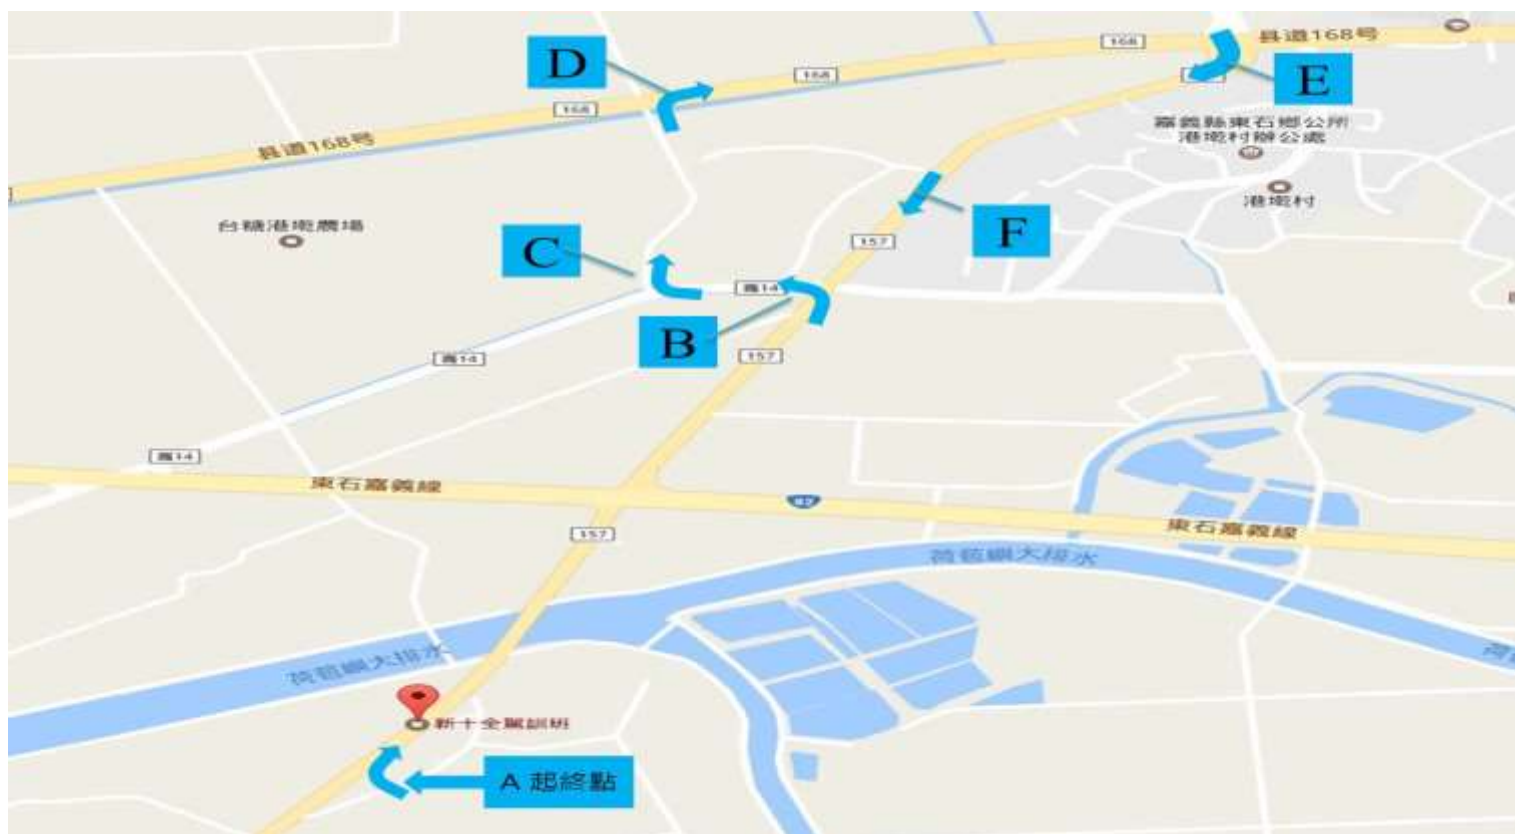 168
县道168号
D
168
E
168
县道168号
嘉義縣東石鄉公所
港墘村辦公處
港墘村
台糖港墘農場
C
F
157
嘉14
B
157
嘉14
嘉14
東石嘉義線
82
東石嘉義線
157
荷苞嶼大排水
荷苞嶼大排水
新十全駕訓班
A 起終點